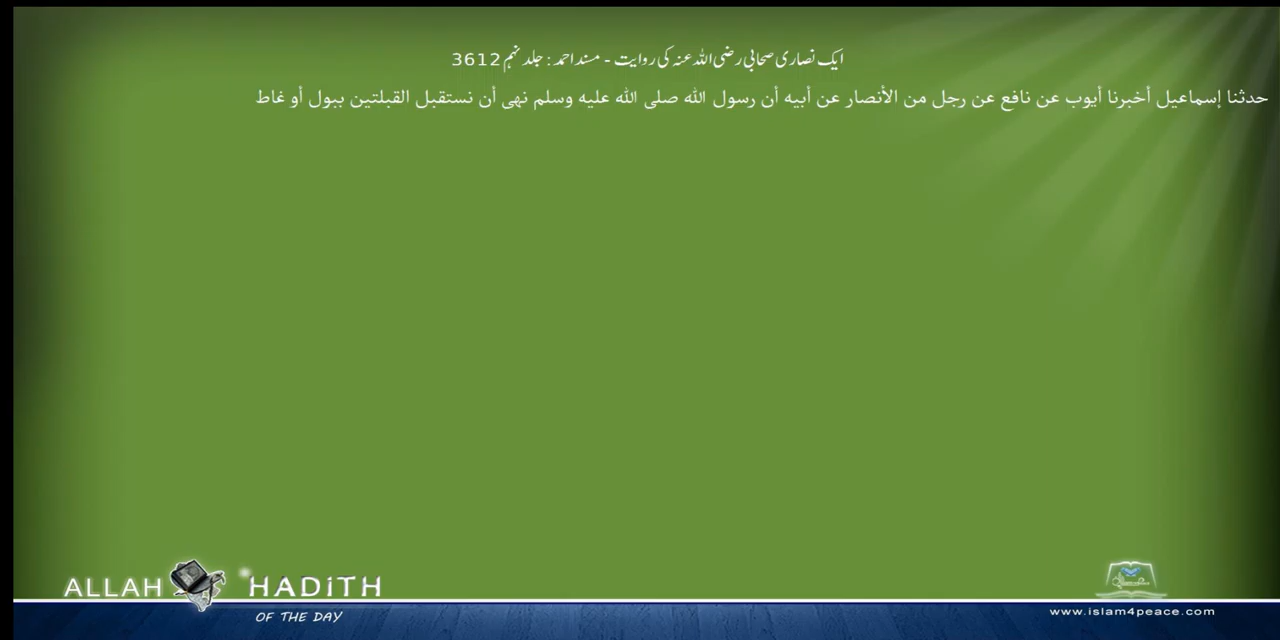 ایک نصاری صحابی رضی اللہ عنہ کی روایت - مسند احمد : جلد نہم 3612
حدثنا إسماعيل أخبرنا أيوب عن نافع عن رجل من الأنصار عن أبيه أن رسول الله صلى الله عليه وسلم نهى أن نستقبل القبلتين ببول أو غاط
ALLAH HADITH
OF THE DAY
www.islam4peace.com